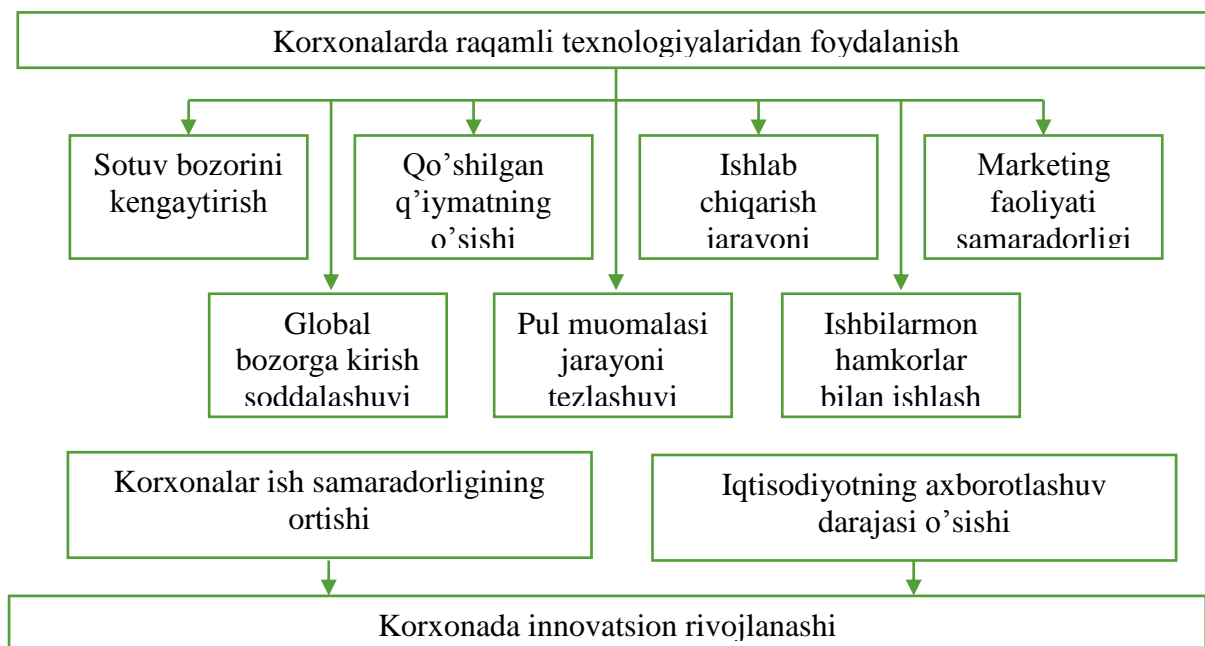 Korxonalarda raqamli texnologiyalaridan foydalanish
Sotuv bozorini
kengaytirish
Qo’shilgan
q’iymatning
o’sishi
Ishlab
chiqarish
jarayoni
Marketing
faoliyati
samaradorligi
Global
bozorga kirish
soddalashuvi
Pul muomalasi
jarayoni
tezlashuvi
Ishbilarmon
hamkorlar
bilan ishlash
Korxonalar ish samaradorligining
ortishi
Iqtisodiyotning axborotlashuv
darajasi o’sishi
Korxonada innovatsion rivojlanashi